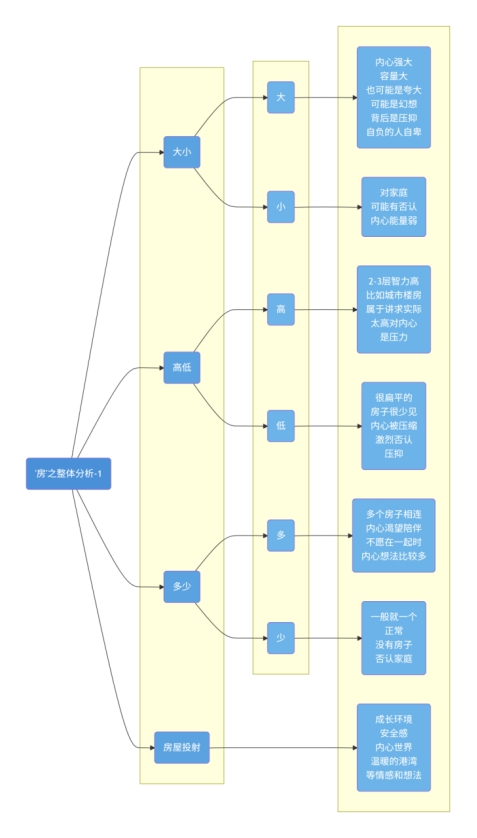 '房'之整体分析-1
大小
大
内心强大
容量大
也可能是夸大
可能是幻想
背后是压抑
自负的人自卑
小
对家庭
可能有否认
内心能量弱
高低
高
2-3层智力高
比如城市楼房
属于讲求实际
太高对内心
是压力
低
很扁平的
房子很少见
内心被压缩
激烈否认
压抑
多少
多
多个房子相连
内心渴望陪伴
不愿在一起时
内心想法比较多
少
一般就一个
正常
没有房子
否认家庭
房屋投射
成长环境
安全感
内心世界
温暖的港湾
等情感和想法